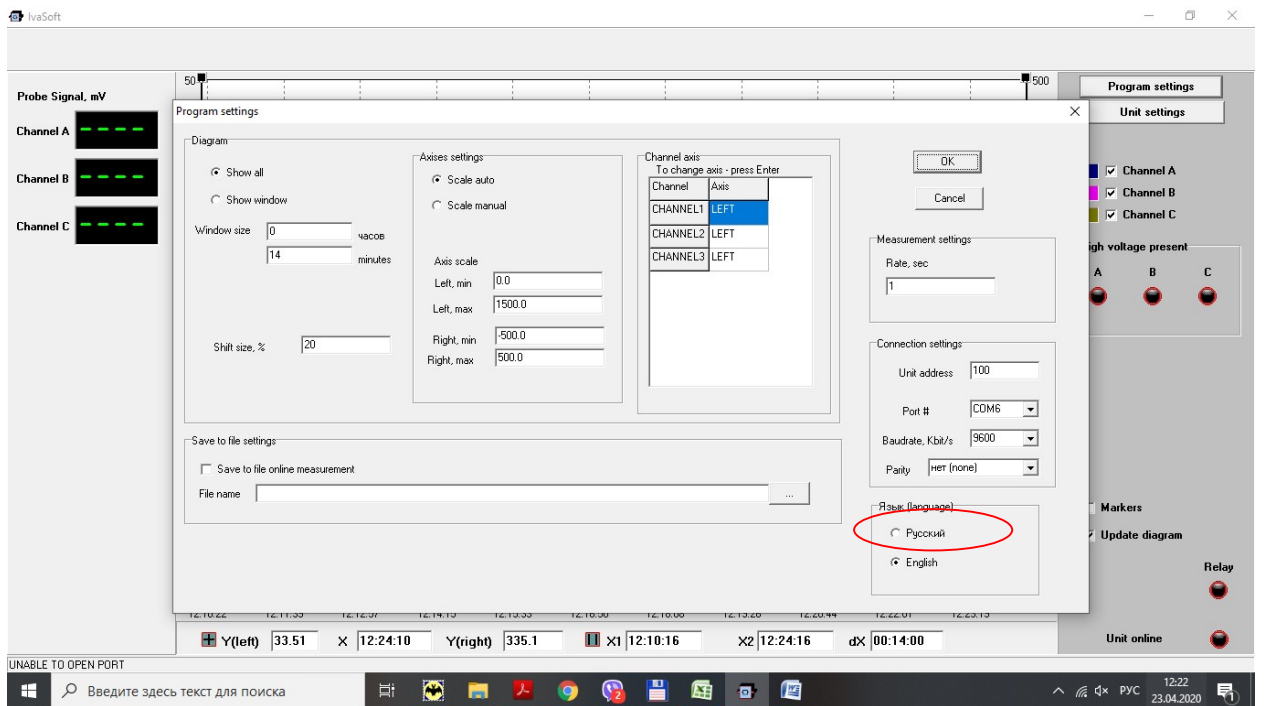 IvaSoft
Probe Signal, mV
Channel A
Channel B
Channel C
50
500
Program settings
Unit settings
Channel A
Channel B
Channel C
igh voltage present
A B C
Markers
Update diagram
Relay
Unit online
Program settings
Diagram
Show all
Show window
Window size 0 часов
14 minutes
Shift size, % 20
Axises settings
Scale auto
Scale manual
Axis scale
Left, min 0.0
Left, max 1500.0
Right, min -500.0
Right, max 500.0
Channel axis
To change axis - press Enter
Channel Axis
CHANNEL1 LEFT
CHANNEL2 LEFT
CHANNEL3 LEFT
OK
Cancel
Measurement settings
Rate, sec
1
Connection settings
Unit address 100
Port # COM6
Baudrate, Kbit/s 9600
Parity нет (none)
Save to file settings
Save to file online measurement
File name ...
Язык (language)
Русский
English
Y(left) 33.51 X 12:24:10 Y(right) 335.1 X1 12:10:16 X2 12:24:16 dX 00:14:00
UNABLE TO OPEN PORT
Введите здесь текст для поиска
РУС
12:22
23.04.2020